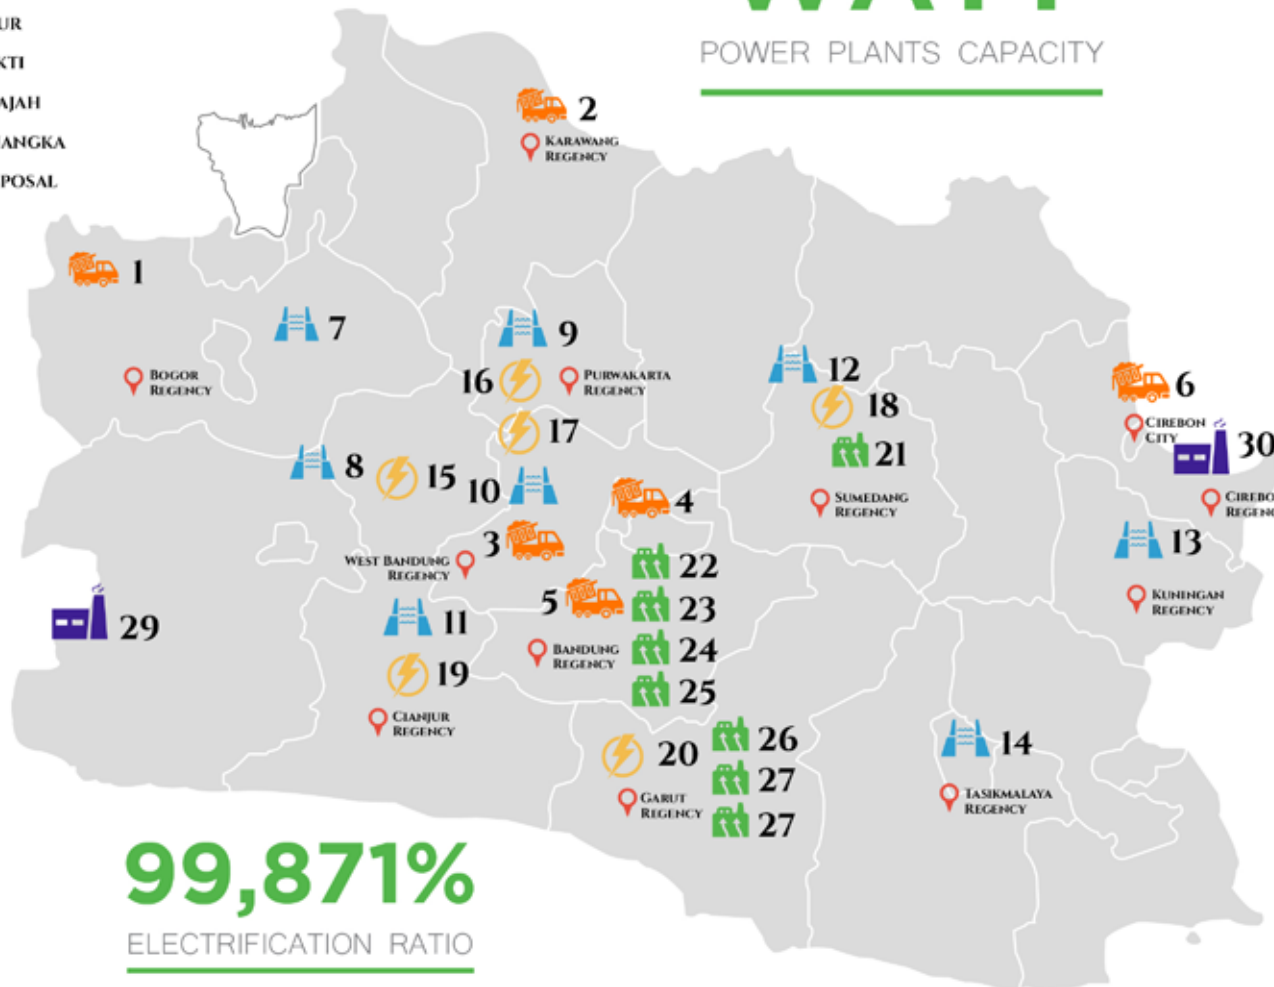 WATT
POWER PLANTS CAPACITY
UR
KTI
AJAH
ANGKA
POSAL
2
KARAWANG
REGENCY
1
7
BOGOR
REGENCY
9
16
PURWAKARTA
REGENCY
17
12
18
21
SUMEDANG
REGENCY
6
CIREBON
CITY
30
CIREBO
REGENC
13
KUNINGAN
REGENCY
8
15
10
4
3
WEST BANDUNG
REGENCY
22
5
23
24
25
BANDUNG
REGENCY
29
11
19
CIANJUR
REGENCY
20
GARUT
REGENCY
26
27
27
14
TASIKMALAYA
REGENCY
99,871%
ELECTRIFICATION RATIO